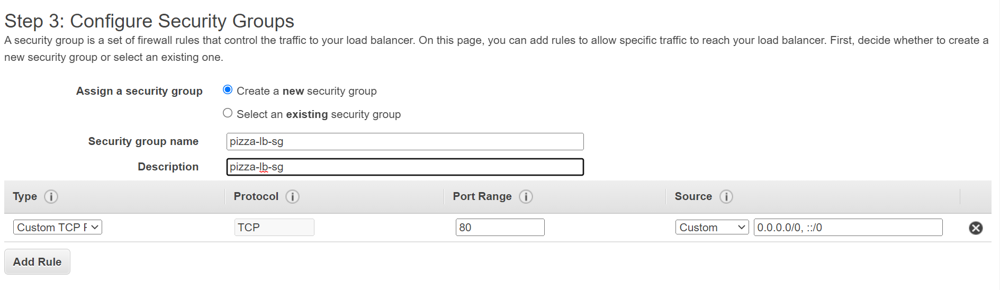 Step 3: Configure Security Groups
A security group is a set of firewall rules that control the traffic to your load balancer. On this page, you can add rules to allow specific traffic to reach your load balancer. First, decide whether to create a
new security group or select an existing one.
Assign a security group
Create a new security group
Select an existing security group
Security group name pizza-lb-sg
Description pizza-lb-sg
Type Protocol Port Range Source
Custom TCP TCP 80 Custom 0.0.0.0/0, ::/0
Add Rule